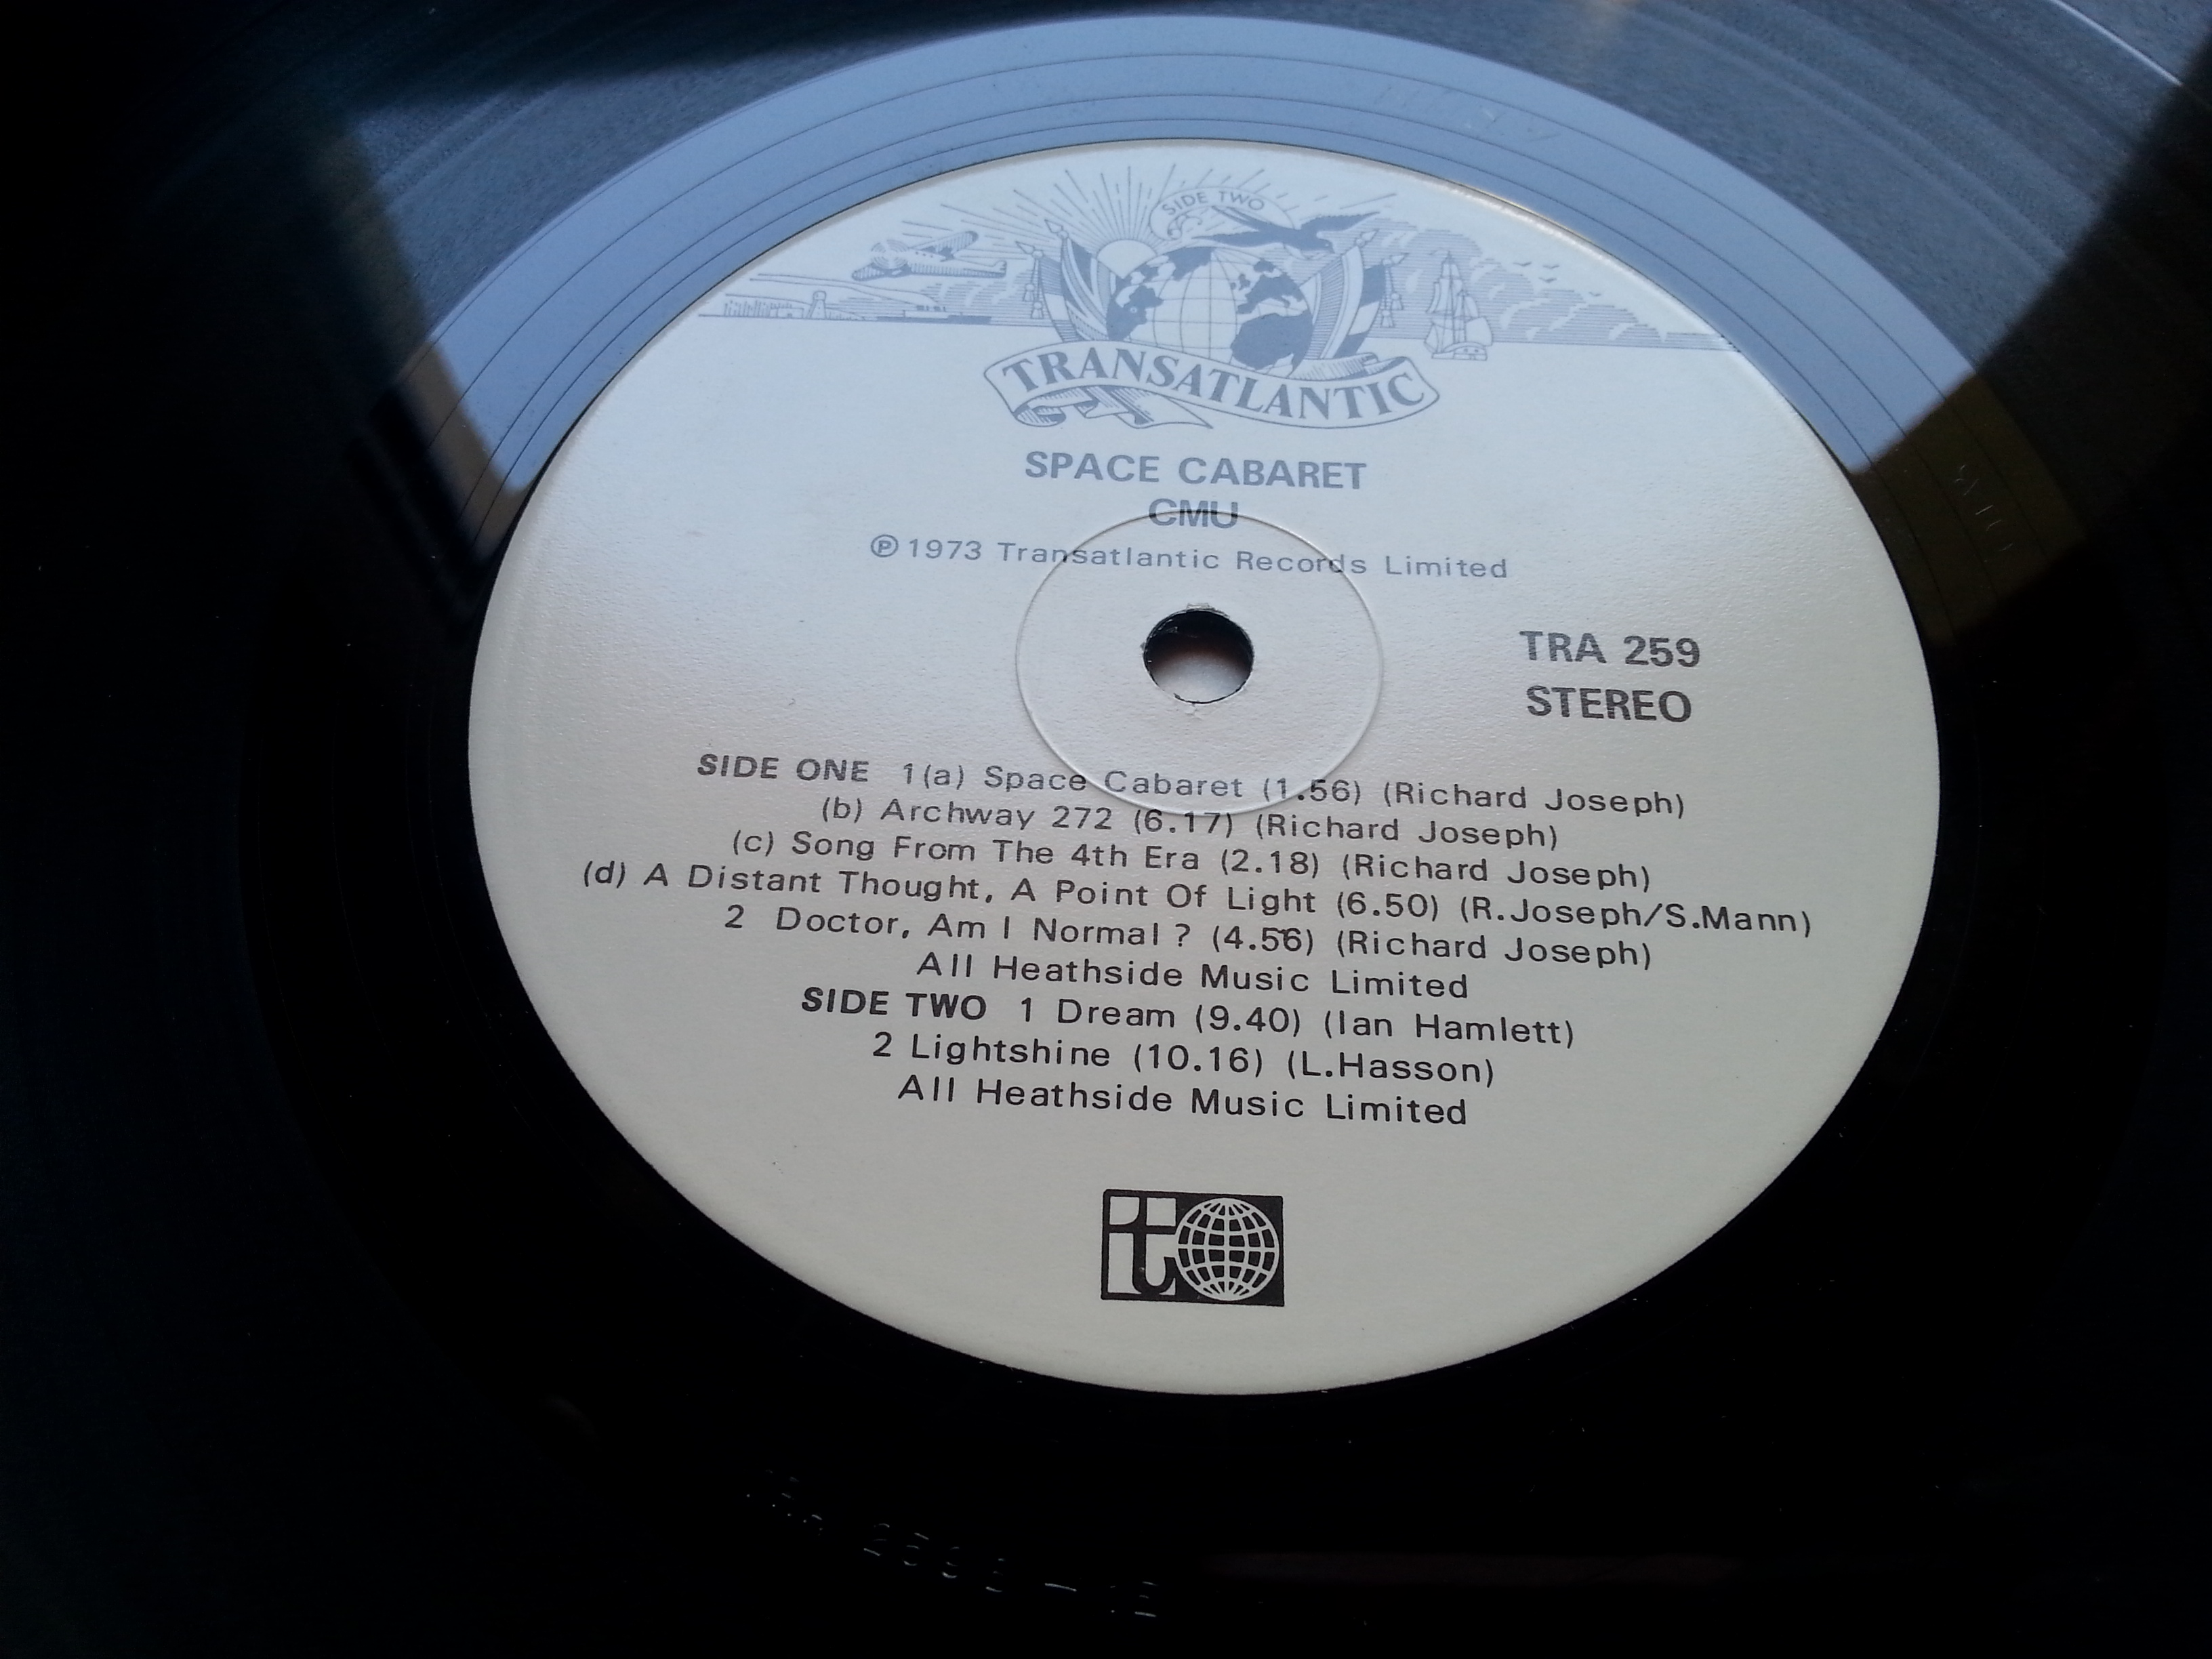 SIDE TWO
TRANSATLANTIC
SPACE CABARET
CMU
℗ 1973 Transatlantic Records Limited
TRA 259
STEREO
SIDE ONE 1(a) Space Cabaret (1.56) (Richard Joseph)
(b) Archway 272 (6.17) (Richard Joseph)
(c) Song From The 4th Era (2.18) (Richard Joseph)
(d) A Distant Thought, A Point Of Light (6.50) (R.Joseph/S.Mann)
2 Doctor, Am I Normal ? (4.56) (Richard Joseph)
All Heathside Music Limited
SIDE TWO 1 Dream (9.40) (Ian Hamlett)
2 Lightshine (10.16) (L.Hasson)
All Heathside Music Limited